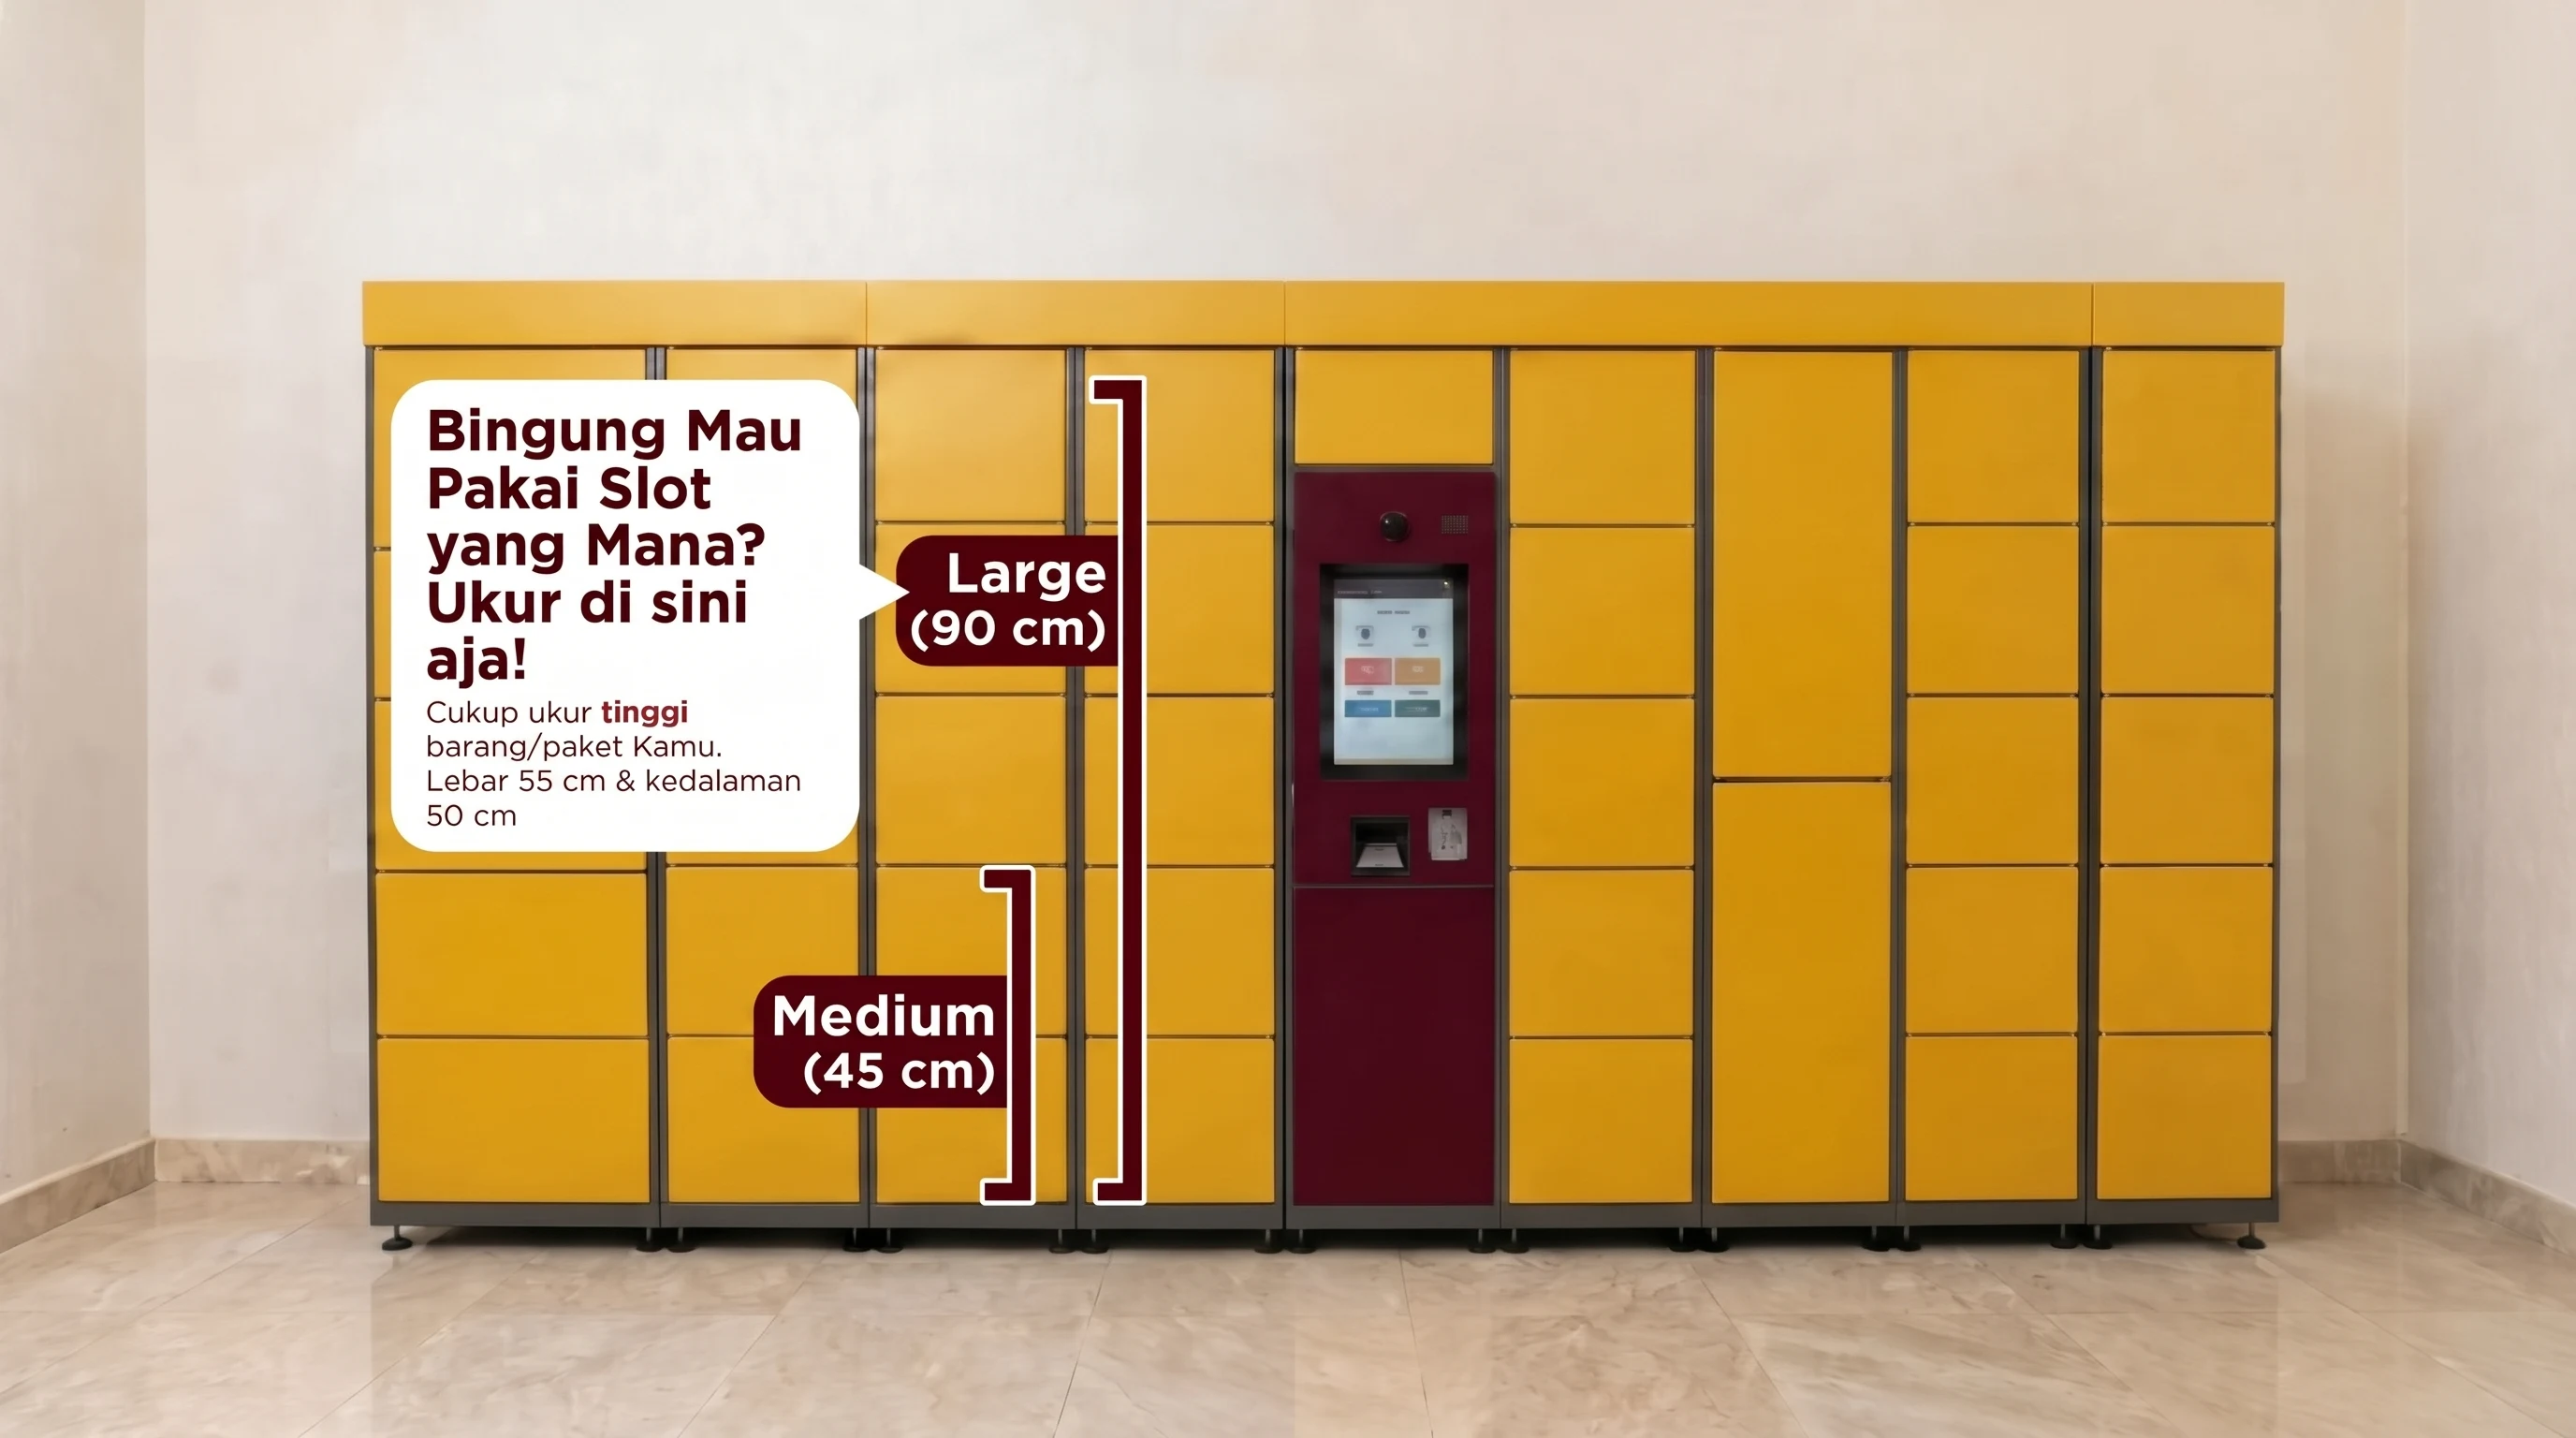 Bingung Mau
Pakai Slot
yang Mana?
Ukur di sini
aja!
Cukup ukur tinggi
barang/paket Kamu.
Lebar 55 cm & kedalaman
50 cm
Large
(90 cm)
Medium
(45 cm)